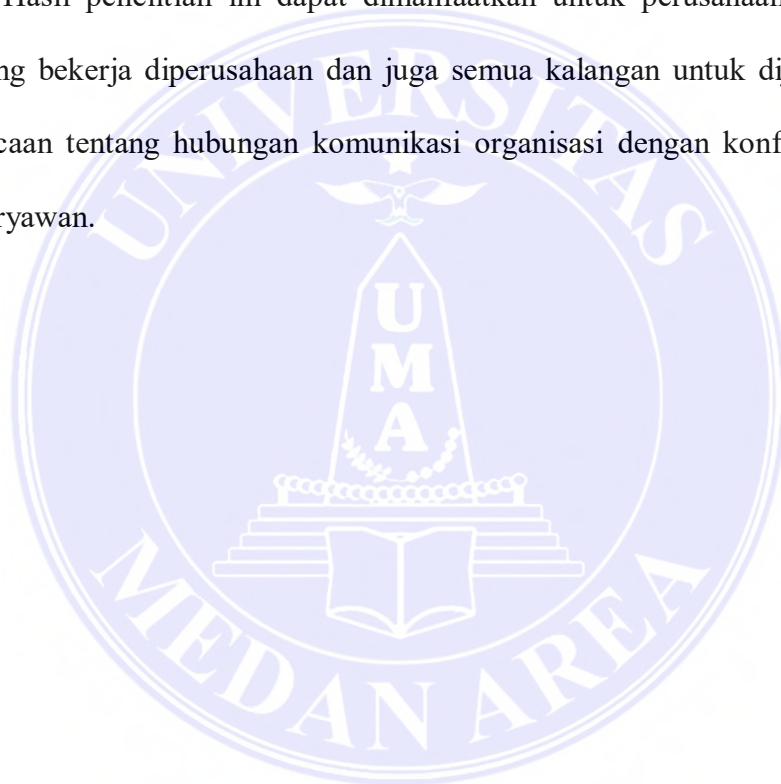 Hasil penelitian ini dapat dimanfaatkan untuk perusahaan
ng bekerja diperusahaan dan juga semua kalangan untuk di
caan tentang hubungan komunikasi organisasi dengan konf
ryawan.
UNIVERSITAS
U
M
A
MEDAN AREA